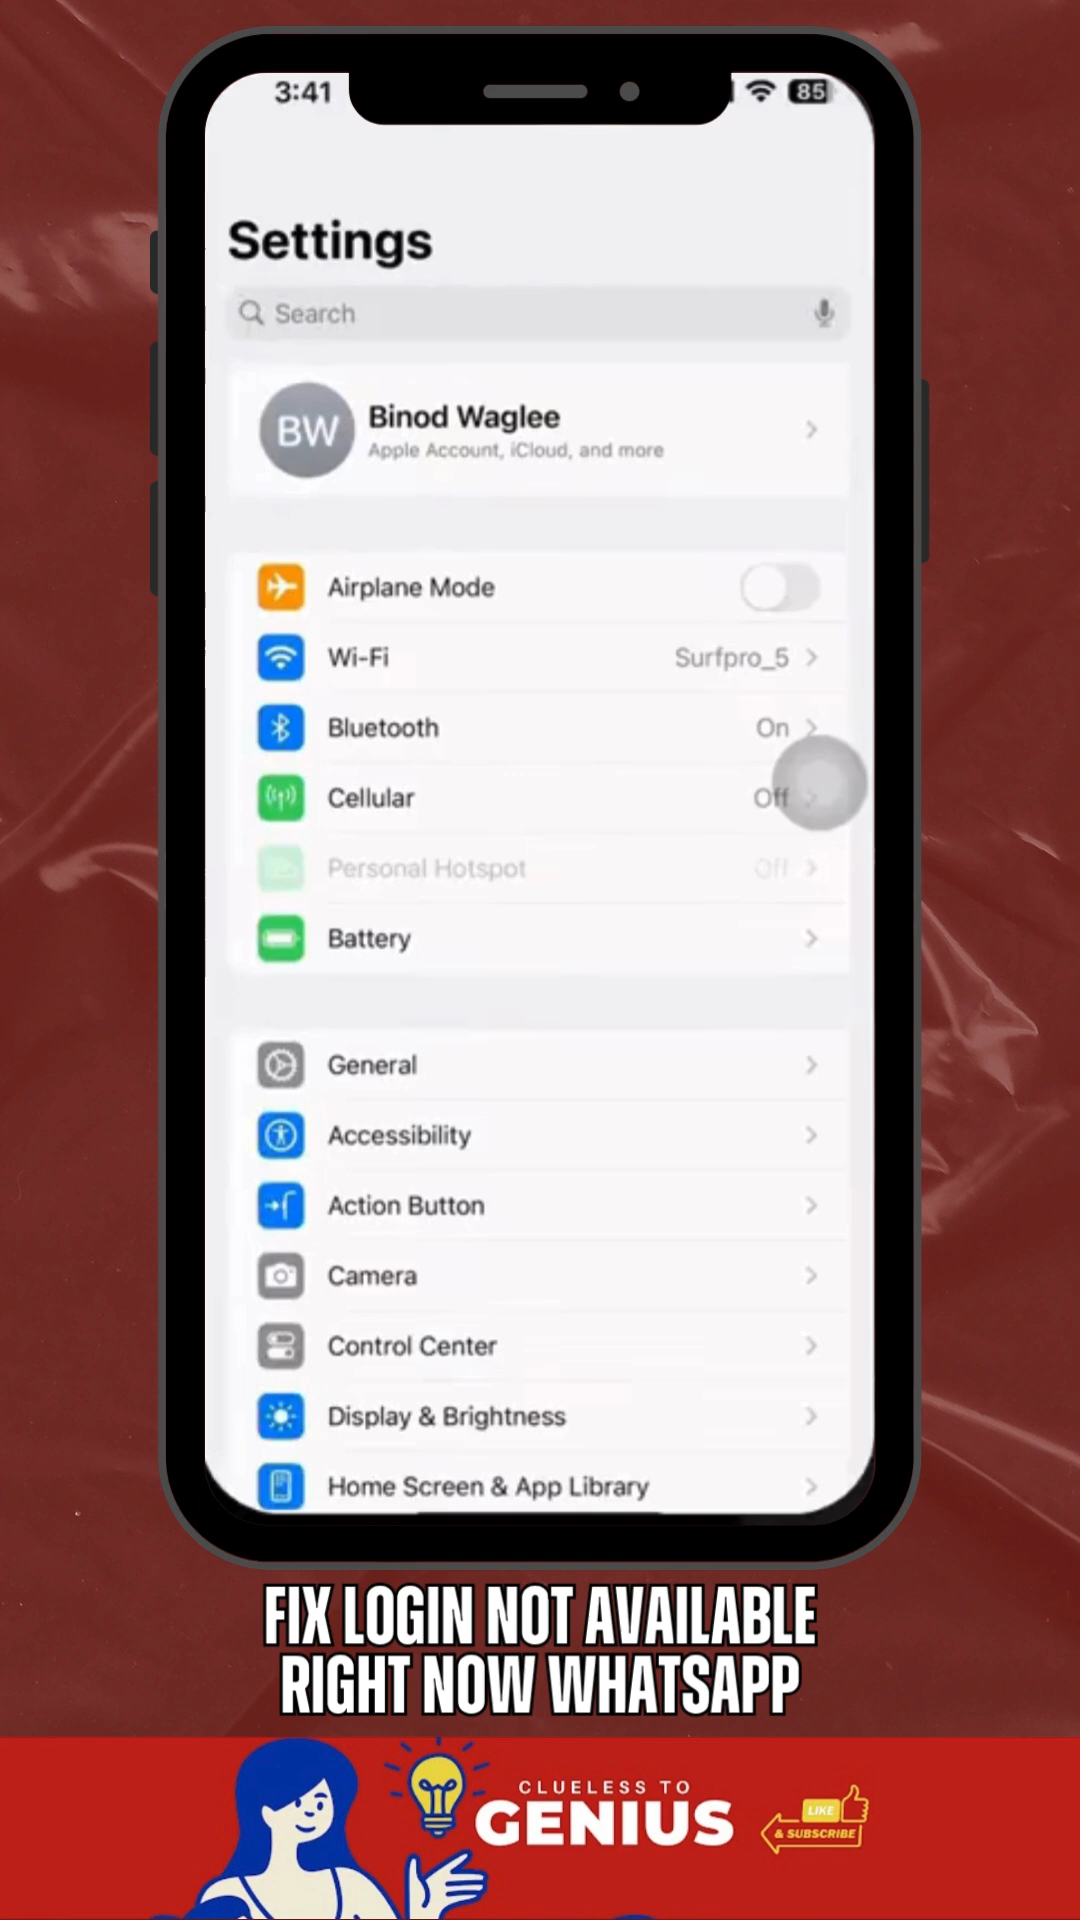 3:41
85
Settings
Search
BW
Binod Waglee
Apple Account, iCloud, and more
Airplane Mode
Wi-Fi Surfpro_5
Bluetooth On
Cellular Off
Personal Hotspot Off
Battery
General
Accessibility
Action Button
Camera
Control Center
Display & Brightness
Home Screen & App Library
FIX LOGIN NOT AVAILABLE
RIGHT NOW WHATSAPP
CLUELESS TO
GENIUS
LIKE
& SUBSCRIBE